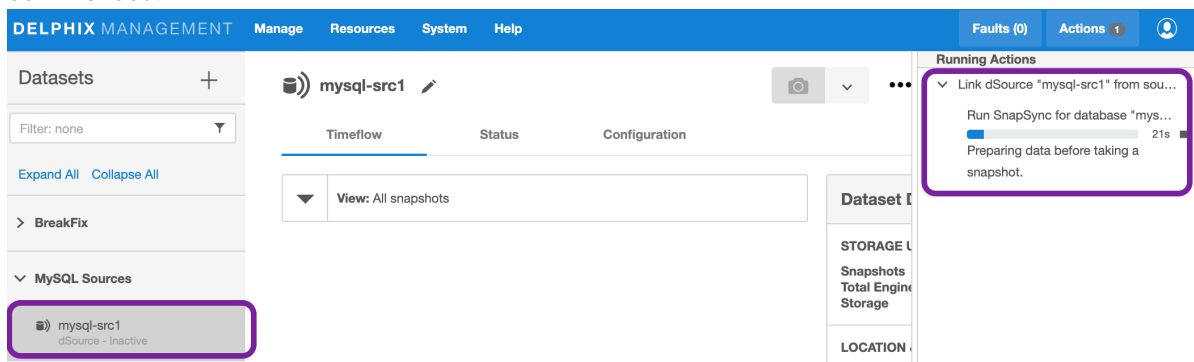 DELPHIX MANAGEMENT Manage Resources System Help Faults (0) Actions 1
Datasets
Filter: none
Expand All Collapse All
BreakFix
MySQL Sources
mysql-src1
dSource - Inactive
mysql-src1
Timeflow Status Configuration
View: All snapshots
Dataset D
STORAGE U
Snapshots
Total Engine
Storage
LOCATION
Running Actions
Link dSource "mysql-src1" from sou...
Run SnapSync for database "mys...
21s
Preparing data before taking a
snapshot.